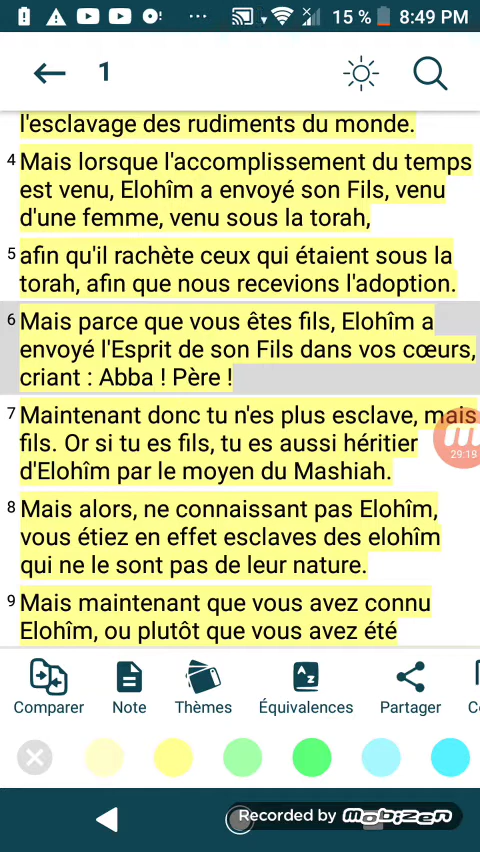 15 % 8:49 PM
1
l'esclavage des rudiments du monde.
4 Mais lorsque l'accomplissement du temps
est venu, Elohîm a envoyé son Fils, venu
d'une femme, venu sous la torah,
5 afin qu'il rachète ceux qui étaient sous la
torah, afin que nous recevions l'adoption.
6 Mais parce que vous êtes fils, Elohîm a
envoyé l'Esprit de son Fils dans vos cœurs,
criant : Abba ! Père !
7 Maintenant donc tu n'es plus esclave, mais
fils. Or si tu es fils, tu es aussi héritier
d'Elohîm par le moyen du Mashiah.
29:18
8 Mais alors, ne connaissant pas Elohîm,
vous étiez en effet esclaves des elohîm
qui ne le sont pas de leur nature.
9 Mais maintenant que vous avez connu
Elohîm, ou plutôt que vous avez été
A Z
Comparer Note Thèmes Équivalences Partager C
Recorded by Mobizen